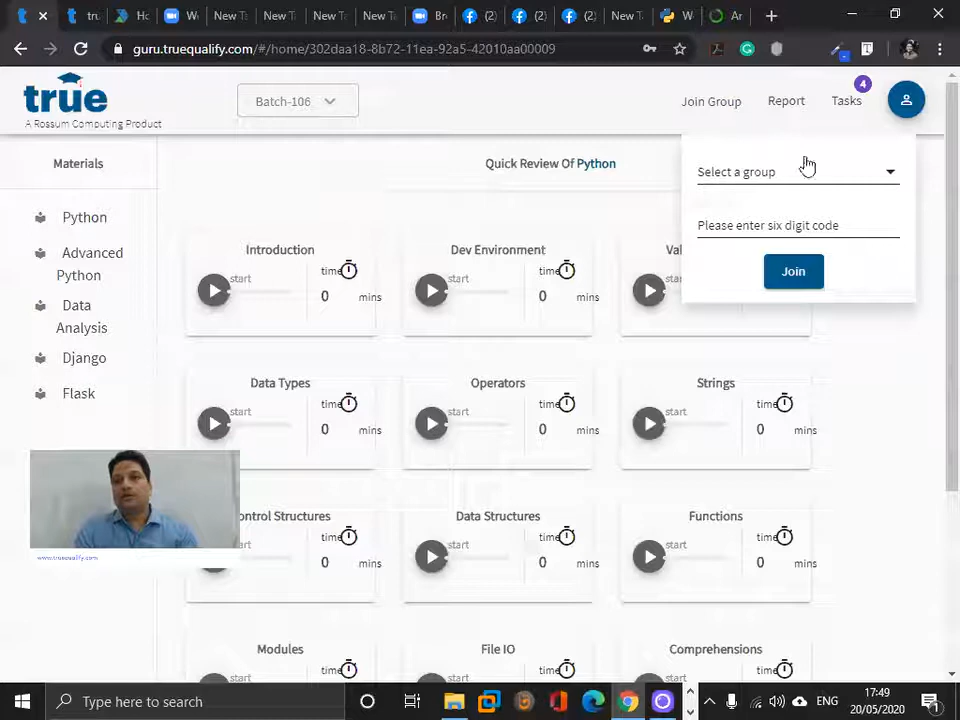 tru
Ho
W
New T
New T
New T
New T
Br
(2)
(2)
(2)
New T
W
Ar
guru.truequalify.com/#/home/302daa18-8b72-11ea-92a5-42010aa00009
true
A Rossum Computing Product
Batch-106
Join Group
Report
Tasks
4
Materials
Python
Advanced
Python
Data
Analysis
Django
Flask
Quick Review Of Python
Select a group
Please enter six digit code
Join
Introduction
start
time
0 mins
Dev Environment
start
time
0 mins
Val
Data Types
start
time
0 mins
Operators
start
time
0 mins
Strings
start
time
0 mins
ontrol Structures
time
0 mins
Data Structures
start
time
0 mins
Functions
start
time
0 mins
Modules
time
File IO
time
Comprehensions
time
www.truequalify.com
Type here to search
ENG
17:49
20/05/2020
1